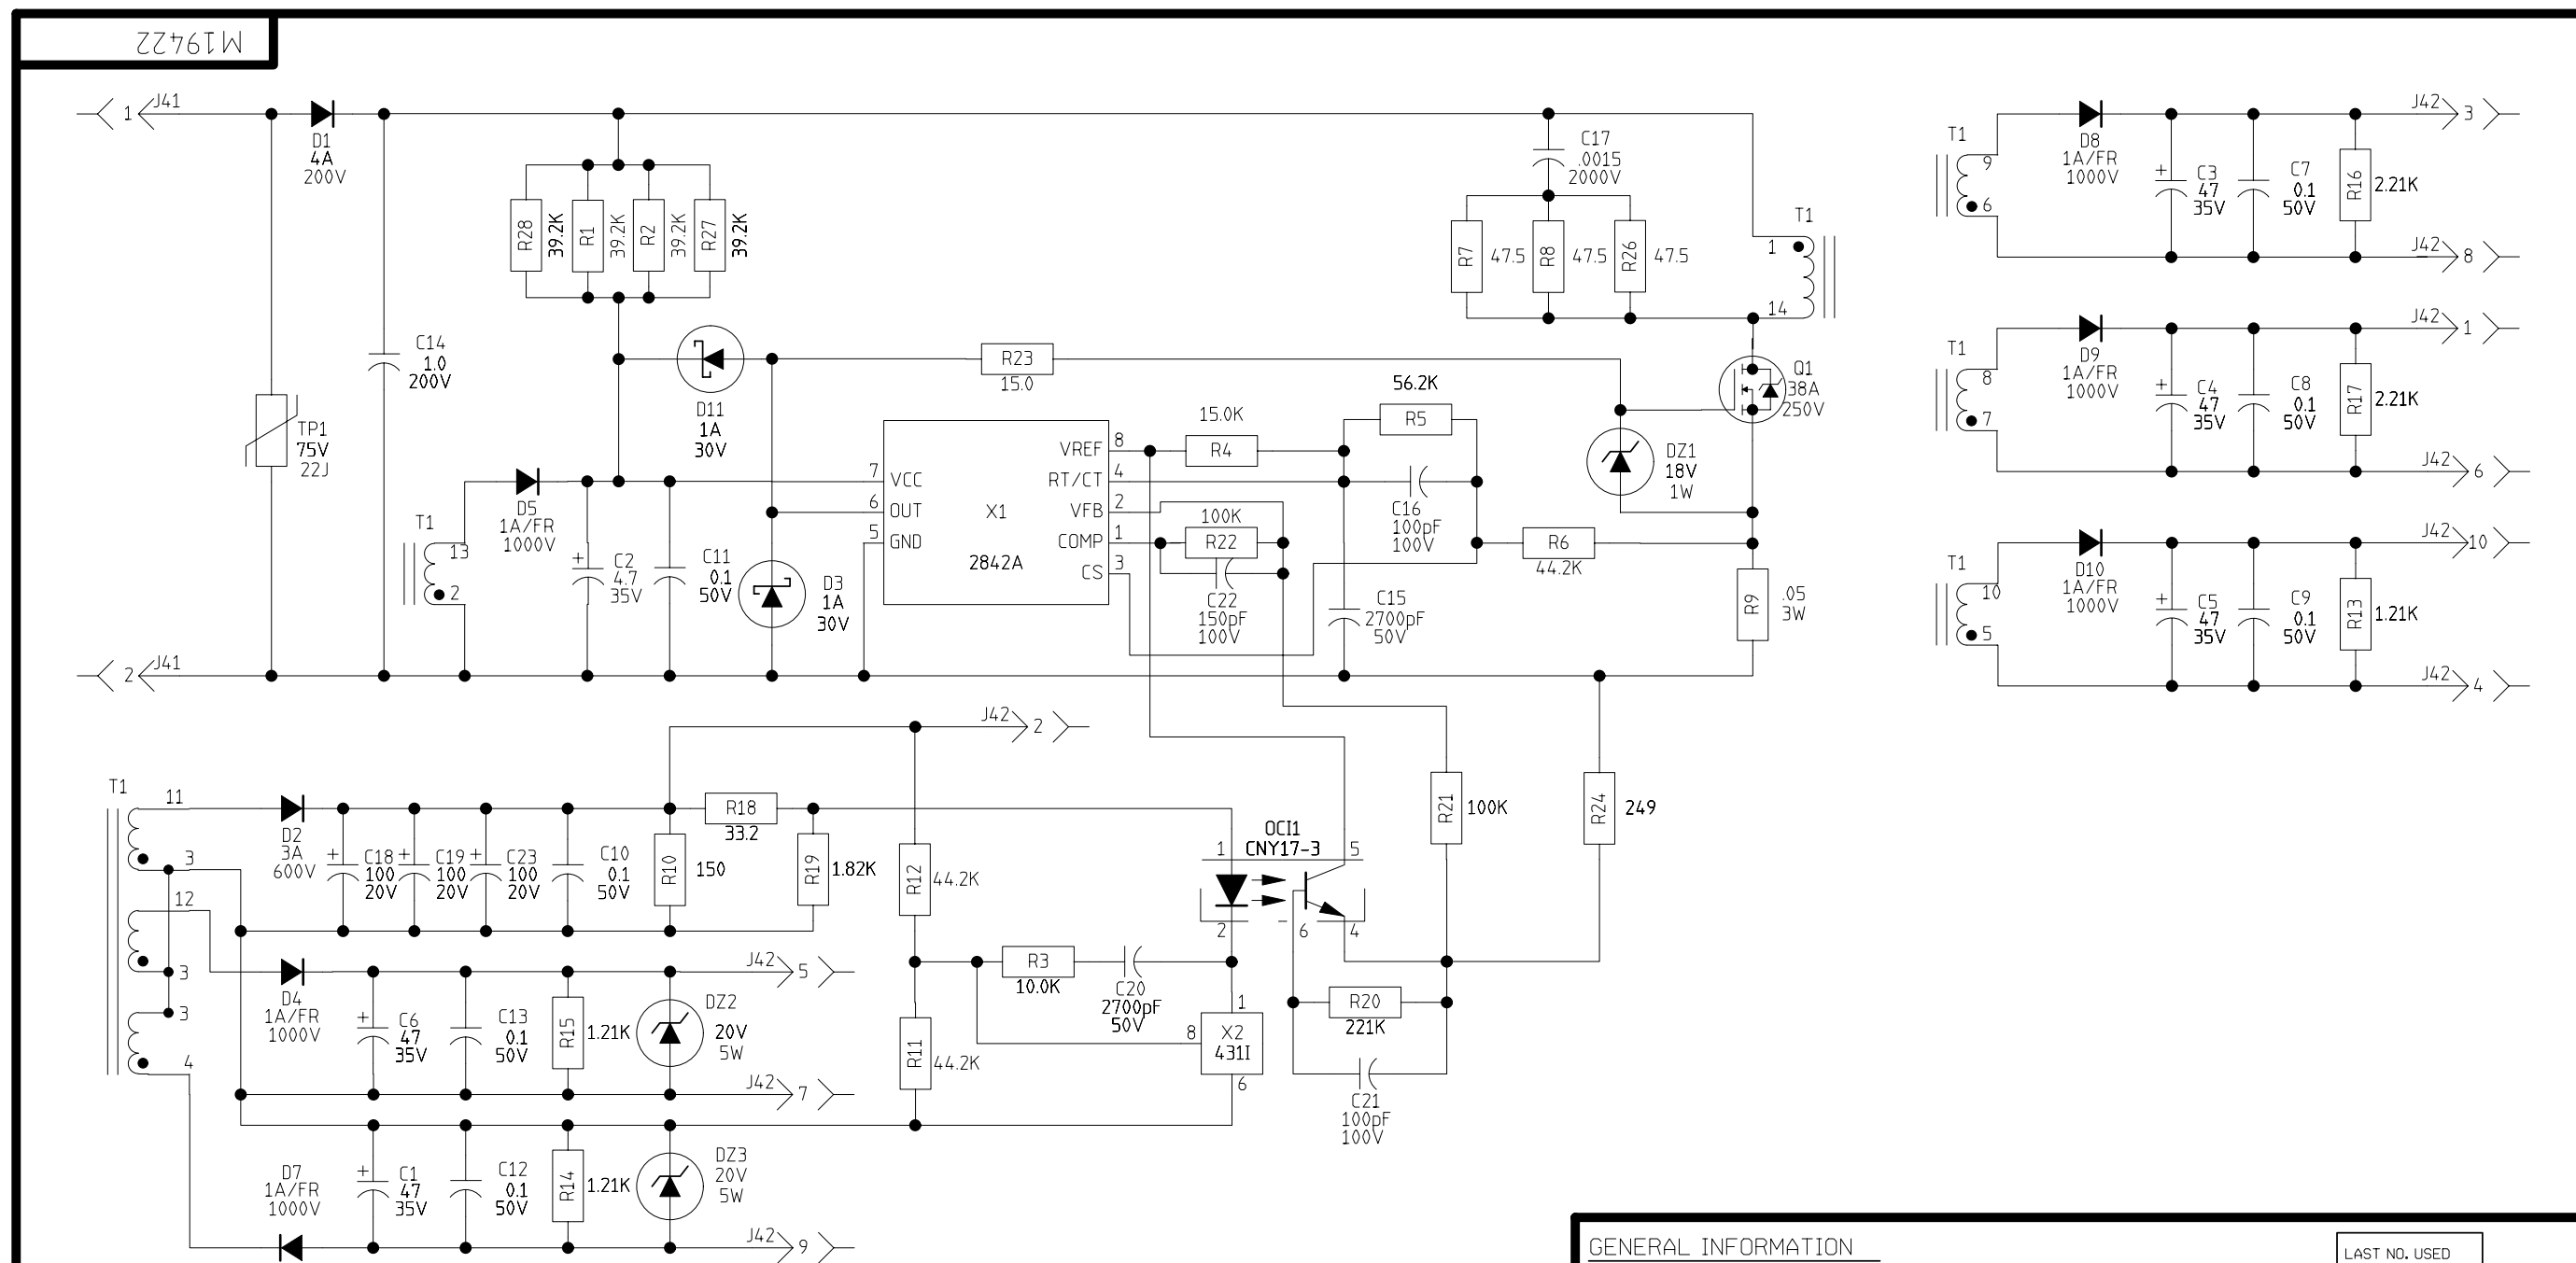 M19422
1 J41
D1
4A
200V
R28 39.2K
R1 39.2K
R2 39.2K
R27 39.2K
C14
1.0
200V
TP1
75V
22J
D11
1A
30V
R23
15.0
C17
.0015
2000V
R7 47.5
R8 47.5
R26 47.5
T1
1
14
Q1
38A
250V
DZ1
18V
1W
56.2K
R5
15.0K
R4
C16
100pF
100V
7 VCC
6 OUT
5 GND
X1
2842A
VREF 8
RT/CT 4
VFB 2
COMP 1
CS 3
100K
R22
C22
150pF
100V
R6
44.2K
C15
2700pF
50V
R9
.05
3W
D5
1A/FR
1000V
T1
13
2
C2
+
4.7
35V
C11
0.1
50V
D3
1A
30V
2 J41
T1
9
6
D8
1A/FR
1000V
+
C3
47
35V
C7
0.1
50V
R16 2.21K
J42 3
J42 8
T1
8
7
D9
1A/FR
1000V
+
C4
47
35V
C8
0.1
50V
R17 2.21K
J42 1
J42 6
T1
10
5
D10
1A/FR
1000V
+
C5
47
35V
C9
0.1
50V
R13 1.21K
J42 10
J42 4
J42 2
T1
11
3
12
3
3
4
D2
3A
600V
+
C18
100
20V
+
C19
100
20V
+
C23
100
20V
C10
0.1
50V
R10 150
R18
33.2
R19 1.82K
R12 44.2K
R11 44.2K
OCI1
CNY17-3
1
5
2
6
4
R21 100K
R24 249
R3
10.0K
C20
2700pF
50V
X2
431I
1
8
6
R20
221K
C21
100pF
100V
D4
1A/FR
1000V
+
C6
47
35V
C13
0.1
50V
R15 1.21K
DZ2
20V
5W
J42 5
J42 7
D7
1A/FR
1000V
+
C1
47
35V
C12
0.1
50V
R14 1.21K
DZ3
20V
5W
J42 9
GENERAL INFORMATION
LAST NO. USED